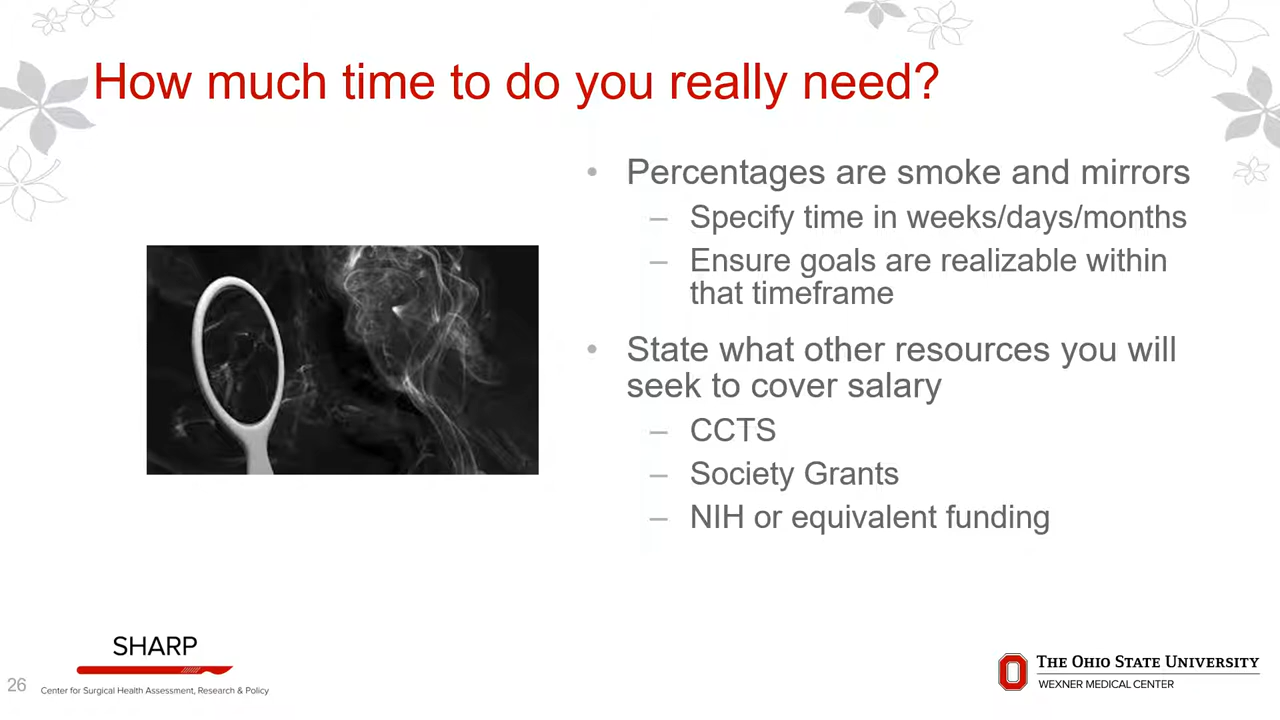 How much time to do you really need?
• Percentages are smoke and mirrors
– Specify time in weeks/days/months
– Ensure goals are realizable within
that timeframe
• State what other resources you will
seek to cover salary
– CCTS
– Society Grants
– NIH or equivalent funding
SHARP
Center for Surgical Health Assessment, Research & Policy
26
THE OHIO STATE UNIVERSITY
WEXNER MEDICAL CENTER